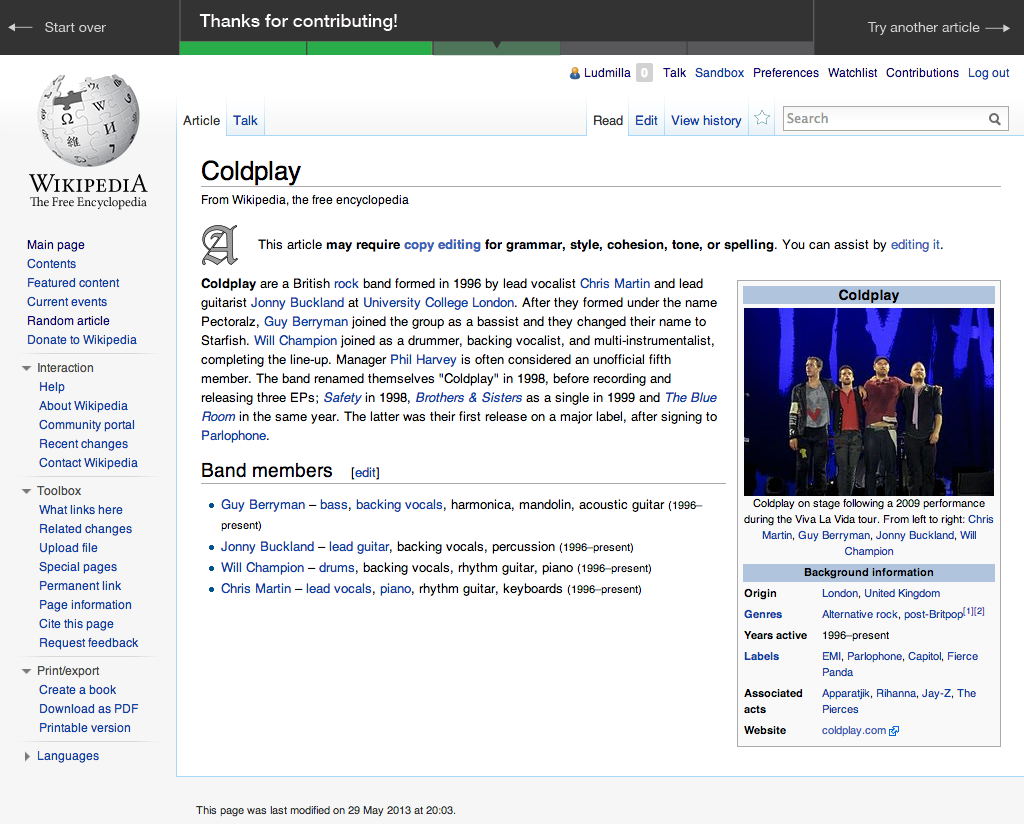 Start over
Thanks for contributing!
Try another article
Ludmilla 0 Talk Sandbox Preferences Watchlist Contributions Log out
Article Talk Read Edit View history Search
WIKIPEDIA
The Free Encyclopedia
Main page
Contents
Featured content
Current events
Random article
Donate to Wikipedia
Interaction
Help
About Wikipedia
Community portal
Recent changes
Contact Wikipedia
Toolbox
What links here
Related changes
Upload file
Special pages
Permanent link
Page information
Cite this page
Request feedback
Print/export
Create a book
Download as PDF
Printable version
Languages
Coldplay
From Wikipedia, the free encyclopedia
A
This article may require copy editing for grammar, style, cohesion, tone, or spelling. You can assist by editing it.
Coldplay are a British rock band formed in 1996 by lead vocalist Chris Martin and lead
guitarist Jonny Buckland at University College London. After they formed under the name
Pectoralz, Guy Berryman joined the group as a bassist and they changed their name to
Starfish. Will Champion joined as a drummer, backing vocalist, and multi-instrumentalist,
completing the line-up. Manager Phil Harvey is often considered an unofficial fifth
member. The band renamed themselves "Coldplay" in 1998, before recording and
releasing three EPs; Safety in 1998, Brothers & Sisters as a single in 1999 and The Blue
Room in the same year. The latter was their first release on a major label, after signing to
Parlophone.
Band members [edit]
• Guy Berryman – bass, backing vocals, harmonica, mandolin, acoustic guitar (1996–
present)
• Jonny Buckland – lead guitar, backing vocals, percussion (1996–present)
• Will Champion – drums, backing vocals, rhythm guitar, piano (1996–present)
• Chris Martin – lead vocals, piano, rhythm guitar, keyboards (1996–present)
Coldplay
Coldplay on stage following a 2009 performance
during the Viva La Vida tour. From left to right: Chris
Martin, Guy Berryman, Jonny Buckland, Will
Champion
Background information
Origin London, United Kingdom
Genres Alternative rock, post-Britpop[1][2]
Years active 1996–present
Labels EMI, Parlophone, Capitol, Fierce
Panda
Associated Apparatjik, Rihanna, Jay-Z, The
acts Pierces
Website coldplay.com
This page was last modified on 29 May 2013 at 20:03.